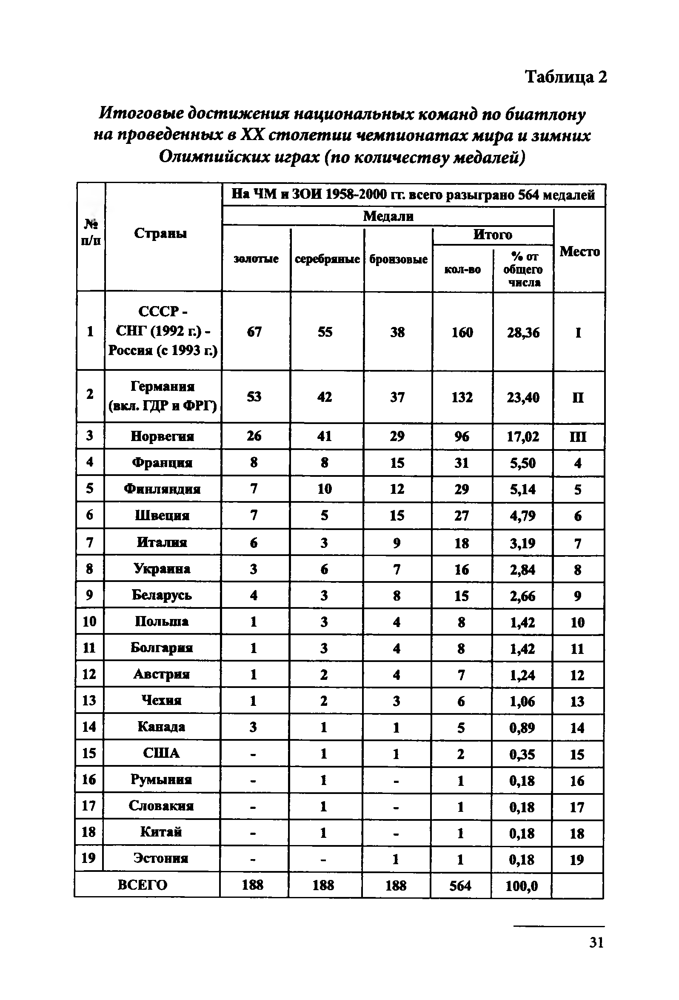 Таблица 2
Итоговые достижения национальных команд по биатлону
на проведенных в XX столетии чемпионатах мира и зимних
Олимпийских играх (по количеству медалей)
№ п/п Страны На ЧМ и ЗОИ 1958-2000 гг. всего разыграно 564 медалей
Медали Место
золотые серебряные бронзовые Итого
кол-во % от общего числа
1 СССР - СНГ (1992 г.) - Россия (с 1993 г.) 67 55 38 160 28,36 I
2 Германия (вкл. ГДР и ФРГ) 53 42 37 132 23,40 II
3 Норвегия 26 41 29 96 17,02 III
4 Франция 8 8 15 31 5,50 4
5 Финляндия 7 10 12 29 5,14 5
6 Швеция 7 5 15 27 4,79 6
7 Италия 6 3 9 18 3,19 7
8 Украина 3 6 7 16 2,84 8
9 Беларусь 4 3 8 15 2,66 9
10 Польша 1 3 4 8 1,42 10
11 Болгария 1 3 4 8 1,42 11
12 Австрия 1 2 4 7 1,24 12
13 Чехия 1 2 3 6 1,06 13
14 Канада 3 1 1 5 0,89 14
15 США - 1 1 2 0,35 15
16 Румыния - 1 - 1 0,18 16
17 Словакия - 1 - 1 0,18 17
18 Китай - 1 - 1 0,18 18
19 Эстония - - 1 1 0,18 19
ВСЕГО 188 188 188 564 100,0
31